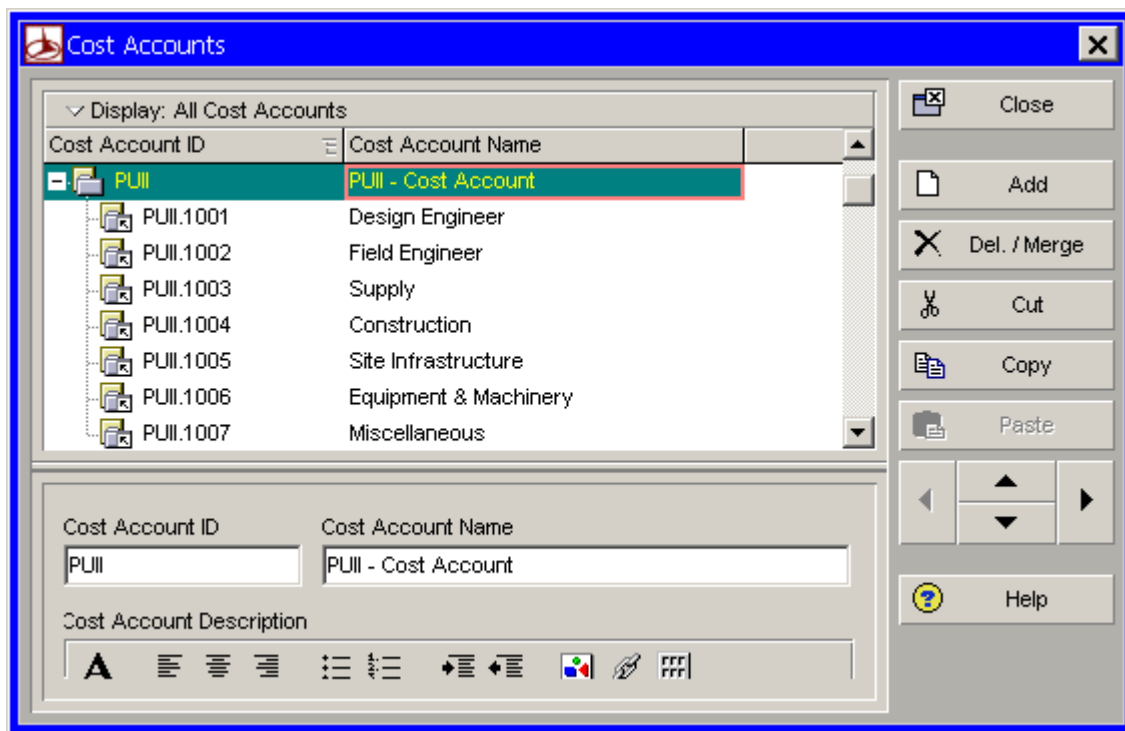 Cost Accounts
Display: All Cost Accounts
Close
Cost Account ID Cost Account Name
PUII PUII - Cost Account
Add
PUII.1001 Design Engineer
PUII.1002 Field Engineer
Del. / Merge
PUII.1003 Supply
Cut
PUII.1004 Construction
PUII.1005 Site Infrastructure
Copy
PUII.1006 Equipment & Machinery
PUII.1007 Miscellaneous
Paste
Cost Account ID Cost Account Name
PUII PUII - Cost Account
Help
Cost Account Description
A